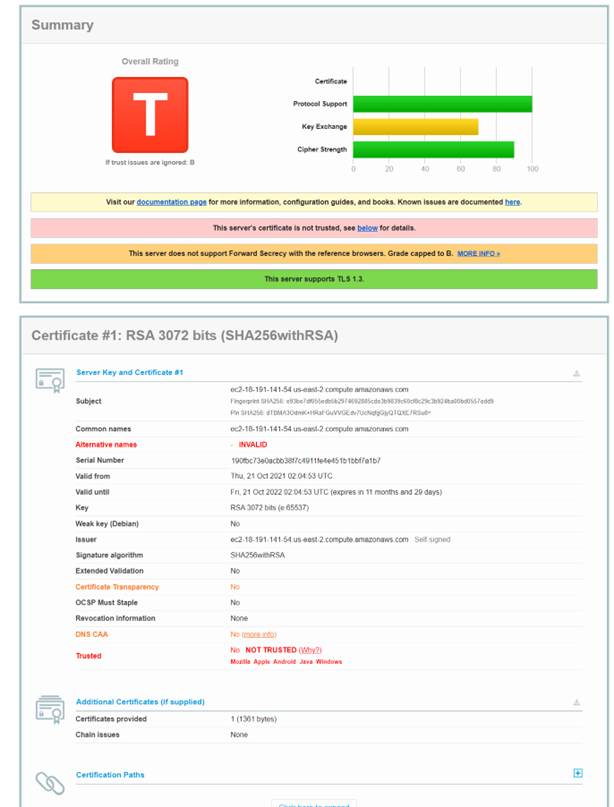 Summary
Overall Rating
T
If trust issues are ignored: B
Certificate
Protocol Support
Key Exchange
Cipher Strength
0 20 40 60 80 100
Visit our documentation page for more information, configuration guides, and books. Known issues are documented here.
This server's certificate is not trusted, see below for details.
This server does not support Forward Secrecy with the reference browsers. Grade capped to B. MORE INFO »
This server supports TLS 1.3.
Certificate #1: RSA 3072 bits (SHA256withRSA)
Server Key and Certificate #1
Subject
ec2-18-191-141-54.us-east-2.compute.amazonaws.com
Fingerprint SHA256:
Pin SHA256:
Common names ec2-18-191-141-54.us-east-2.compute.amazonaws.com
Alternative names - INVALID
Serial Number
Valid from Thu, 21 Oct 2021 02:04:53 UTC
Valid until Fri, 21 Oct 2022 02:04:53 UTC (expires in 11 months and 29 days)
Key RSA 3072 bits (e 65537)
Weak key (Debian) No
Issuer ec2-18-191-141-54.us-east-2.compute.amazonaws.com Self-signed
Signature algorithm SHA256withRSA
Extended Validation No
Certificate Transparency No
OCSP Must Staple No
Revocation information None
DNS CAA No (more info)
Trusted
No NOT TRUSTED (Why?)
Mozilla Apple Android Java Windows
Additional Certificates (if supplied)
Certificates provided 1 (1361 bytes)
Chain issues None
Certification Paths
Click here to expand